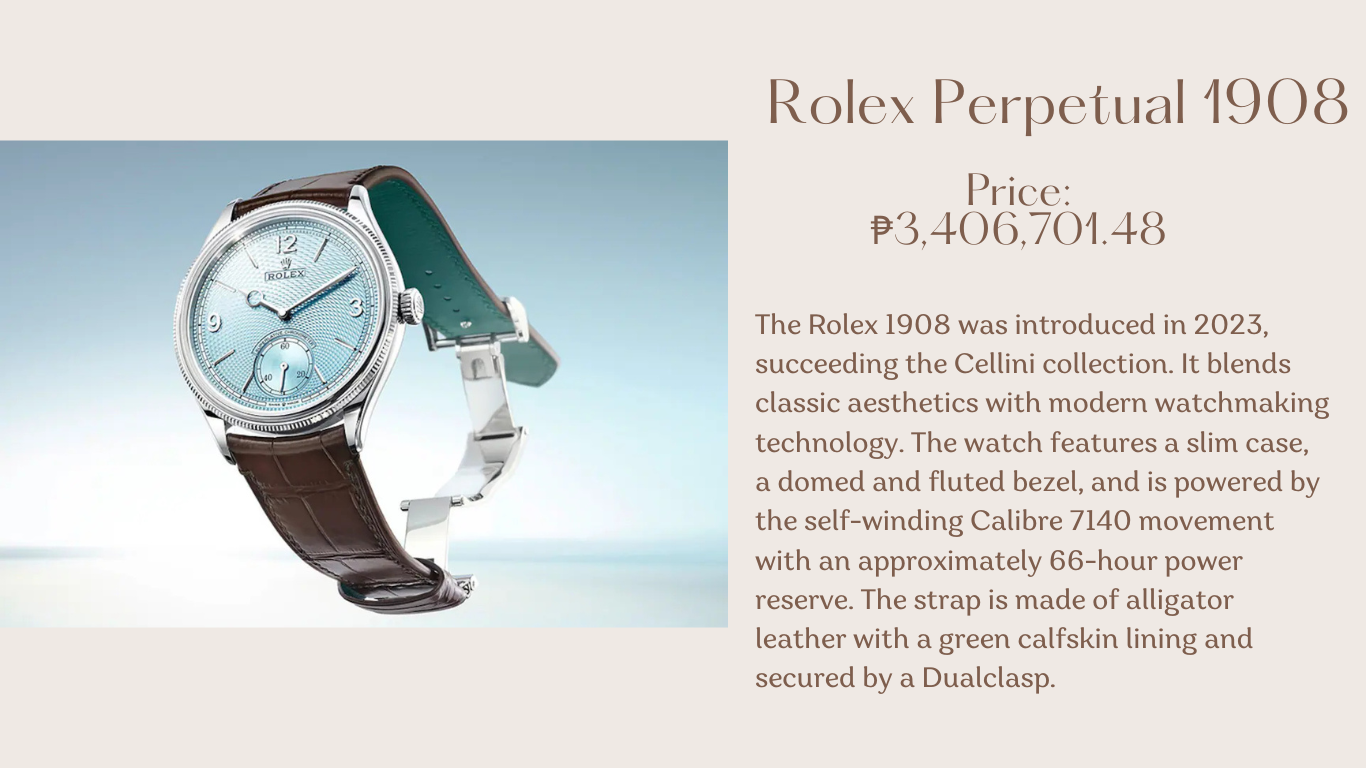 Rolex Perpetual 1908
Price:
₱3,406,701.48
12
ROLEX
9
3
60
40
20
The Rolex 1908 was introduced in 2023,
succeeding the Cellini collection. It blends
classic aesthetics with modern watchmaking
technology. The watch features a slim case,
a domed and fluted bezel, and is powered by
the self-winding Calibre 7140 movement
with an approximately 66-hour power
reserve. The strap is made of alligator
leather with a green calfskin lining and
secured by a Dualclasp.